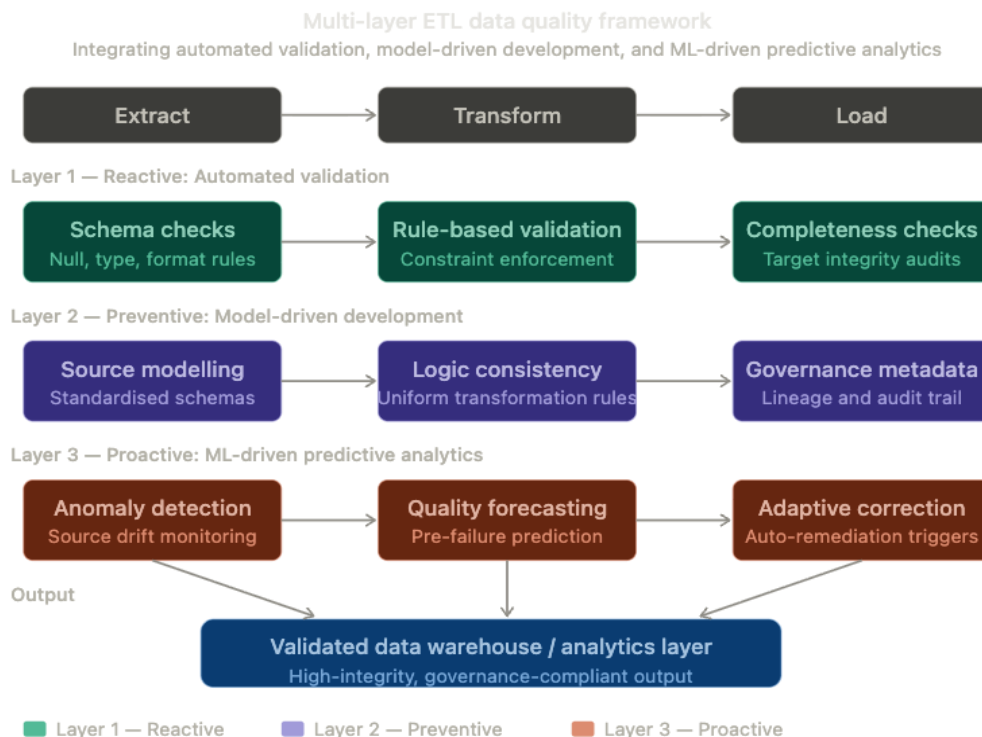 Multi-layer ETL data quality framework
Integrating automated validation, model-driven development, and ML-driven predictive analytics
Extract
Transform
Load
Layer 1 — Reactive: Automated validation
Schema checks
Null, type, format rules
Rule-based validation
Constraint enforcement
Completeness checks
Target integrity audits
Layer 2 — Preventive: Model-driven development
Source modelling
Standardised schemas
Logic consistency
Uniform transformation rules
Governance metadata
Lineage and audit trail
Layer 3 — Proactive: ML-driven predictive analytics
Anomaly detection
Source drift monitoring
Quality forecasting
Pre-failure prediction
Adaptive correction
Auto-remediation triggers
Output
Validated data warehouse / analytics layer
High-integrity, governance-compliant output
Layer 1 — Reactive
Layer 2 — Preventive
Layer 3 — Proactive